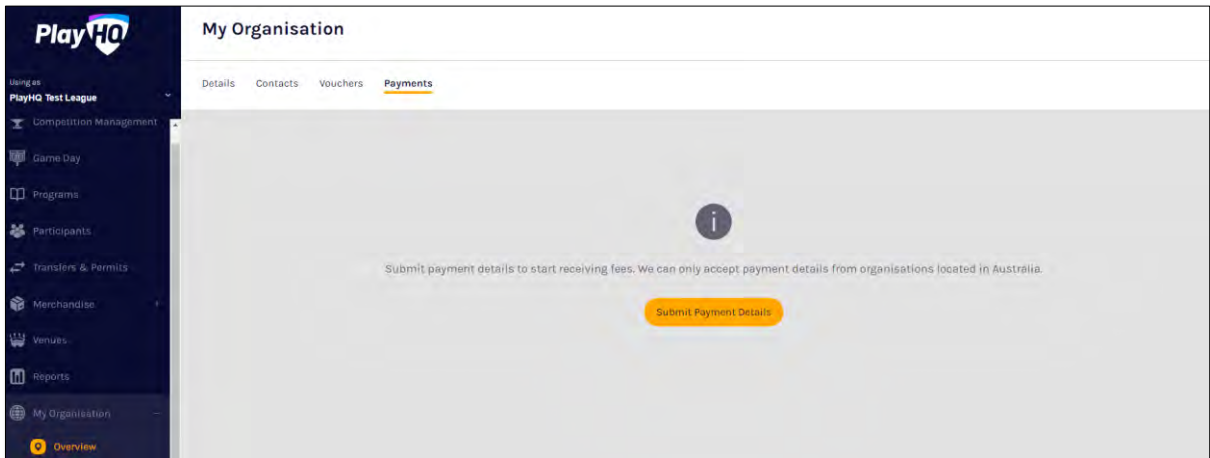 PlayHQ
My Organisation
Using as
PlayHQ Test League
Details Contacts Vouchers Payments
Competition Management
Game Day
Programs
Participants
Transfers & Permits
Merchandise
Venues
Reports
My Organisation
Overview
i
Submit payment details to start receiving fees. We can only accept payment details from organisations located in Australia.
Submit Payment Details